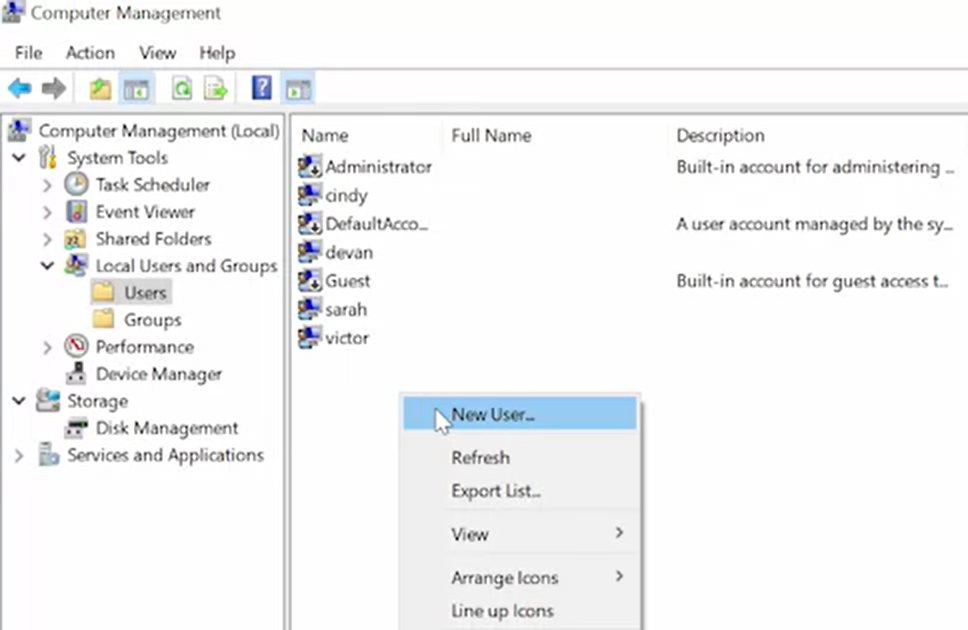 Computer Management
File Action View Help
Computer Management (Local)
System Tools
Task Scheduler
Event Viewer
Shared Folders
Local Users and Groups
Users
Groups
Performance
Device Manager
Storage
Disk Management
Services and Applications
Name Full Name Description
Administrator Built-in account for administering ...
cindy
DefaultAcco... A user account managed by the sy...
devan
Guest Built-in account for guest access t...
sarah
victor
New User...
Refresh
Export List...
View
Arrange Icons
Line up Icons